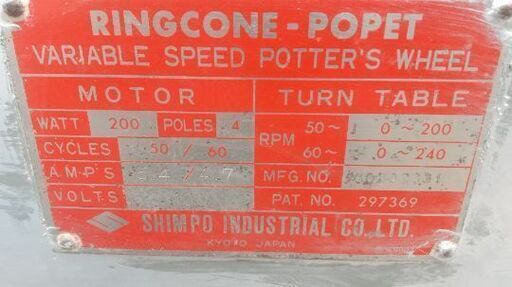 RINGCONE - POPET
VARIABLE SPEED POTTER'S WHEEL
MOTOR
WATT 200 POLES 4
CYCLES 50 / 60
AMP'S
VOLTS
TURN TABLE
RPM
50~ 0~200
60~ 0~240
MFG. NO.
PAT. NO. 297369
SHIMPO INDUSTRIAL CO., LTD.
KYOTO JAPAN